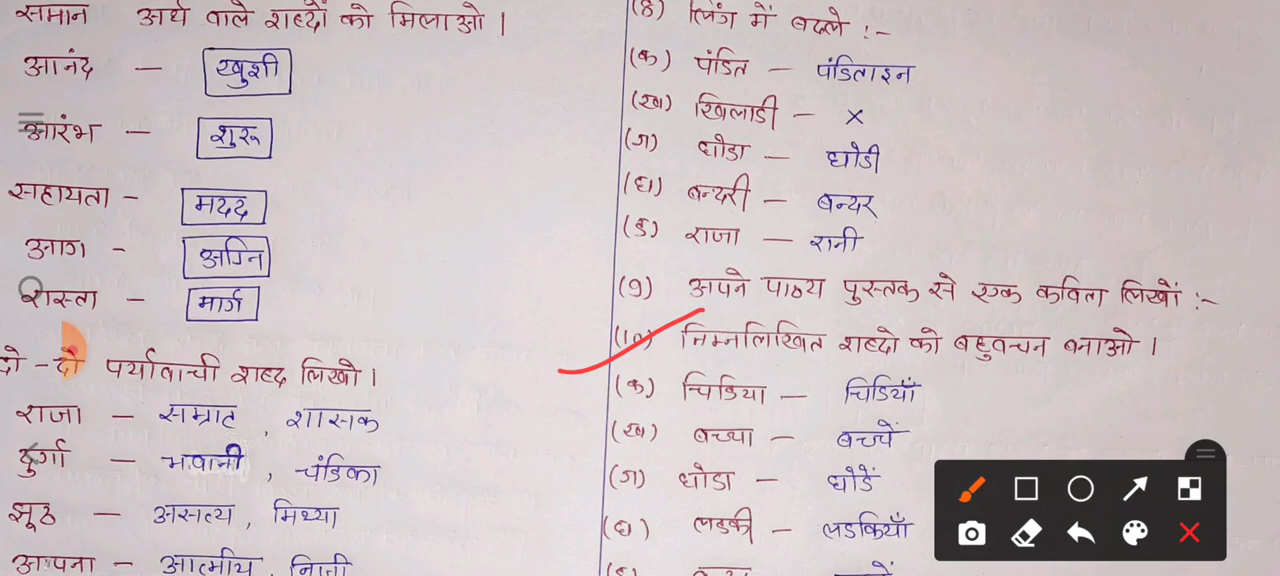 समान अर्थ वाले शब्दों को मिलाओ।
आनंद — खुशी
आरंभ — शुरू
सहायता - मदद
आग - अग्नि
रास्ता - मार्ग
दो-दो पर्यावाची शब्द लिखो।
राजा — सम्राट, शासक
दुर्गा — भवानी, चंडिका
झूठ — असत्य, मिथ्या
आपना — आत्मीय, निजी
(8) लिंग में बदले :-
(क) पंडित — पंडिताइन
(ख) खिलाडी — ×
(ग) घोडा — घोडी
(घ) बन्दरी — बन्दर
(ङ) राजा — रानी
(9) अपने पाठ्य पुस्तक से एक कविता लिखों :-
(10) निम्नलिखित शब्दो को बहुवचन बनाओ।
(क) चिडिया — चिडियाँ
(ख) बच्चा — बच्चें
(ग) घोडा — घोडें
(घ) लडकी — लडकियाँ